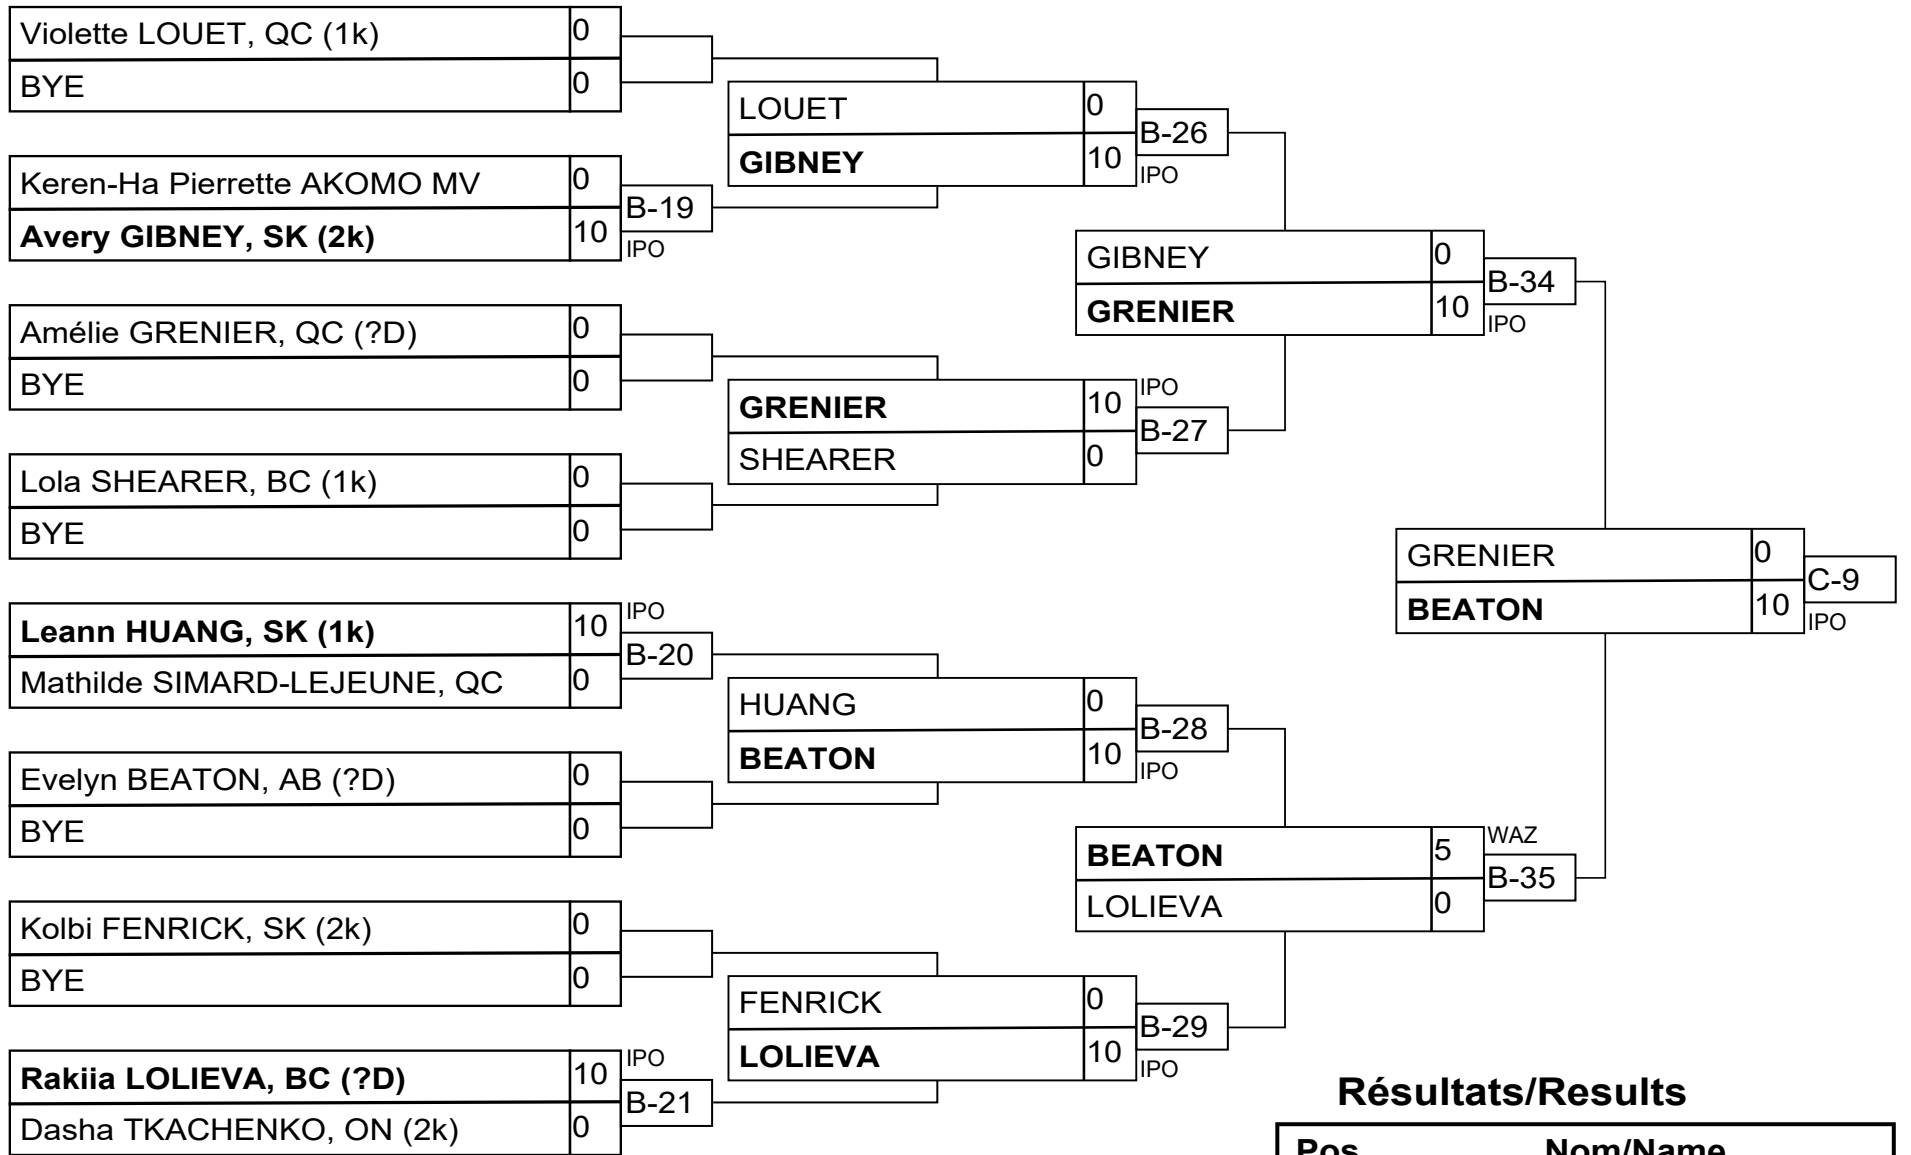 Violette LOUET, QC (1k) 0
BYE 0
Keren-Ha Pierrette AKOMO MV 0
Avery GIBNEY, SK (2k) 10
B-19
IPO
Amélie GRENIER, QC (?D) 0
BYE 0
Lola SHEARER, BC (1k) 0
BYE 0
Leann HUANG, SK (1k) 10
Mathilde SIMARD-LEJEUNE, QC 0
IPO
B-20
Evelyn BEATON, AB (?D) 0
BYE 0
Kolbi FENRICK, SK (2k) 0
BYE 0
Rakiia LOLIEVA, BC (?D) 10
Dasha TKACHENKO, ON (2k) 0
IPO
B-21
LOUET 0
GIBNEY 10
B-26
IPO
GRENIER 10
SHEARER 0
IPO
B-27
HUANG 0
BEATON 10
B-28
IPO
FENRICK 0
LOLIEVA 10
B-29
IPO
GIBNEY 0
GRENIER 10
B-34
IPO
BEATON 5
LOLIEVA 0
WAZ
B-35
GRENIER 0
BEATON 10
C-9
IPO
Résultats/Results
Pos Nom/Name